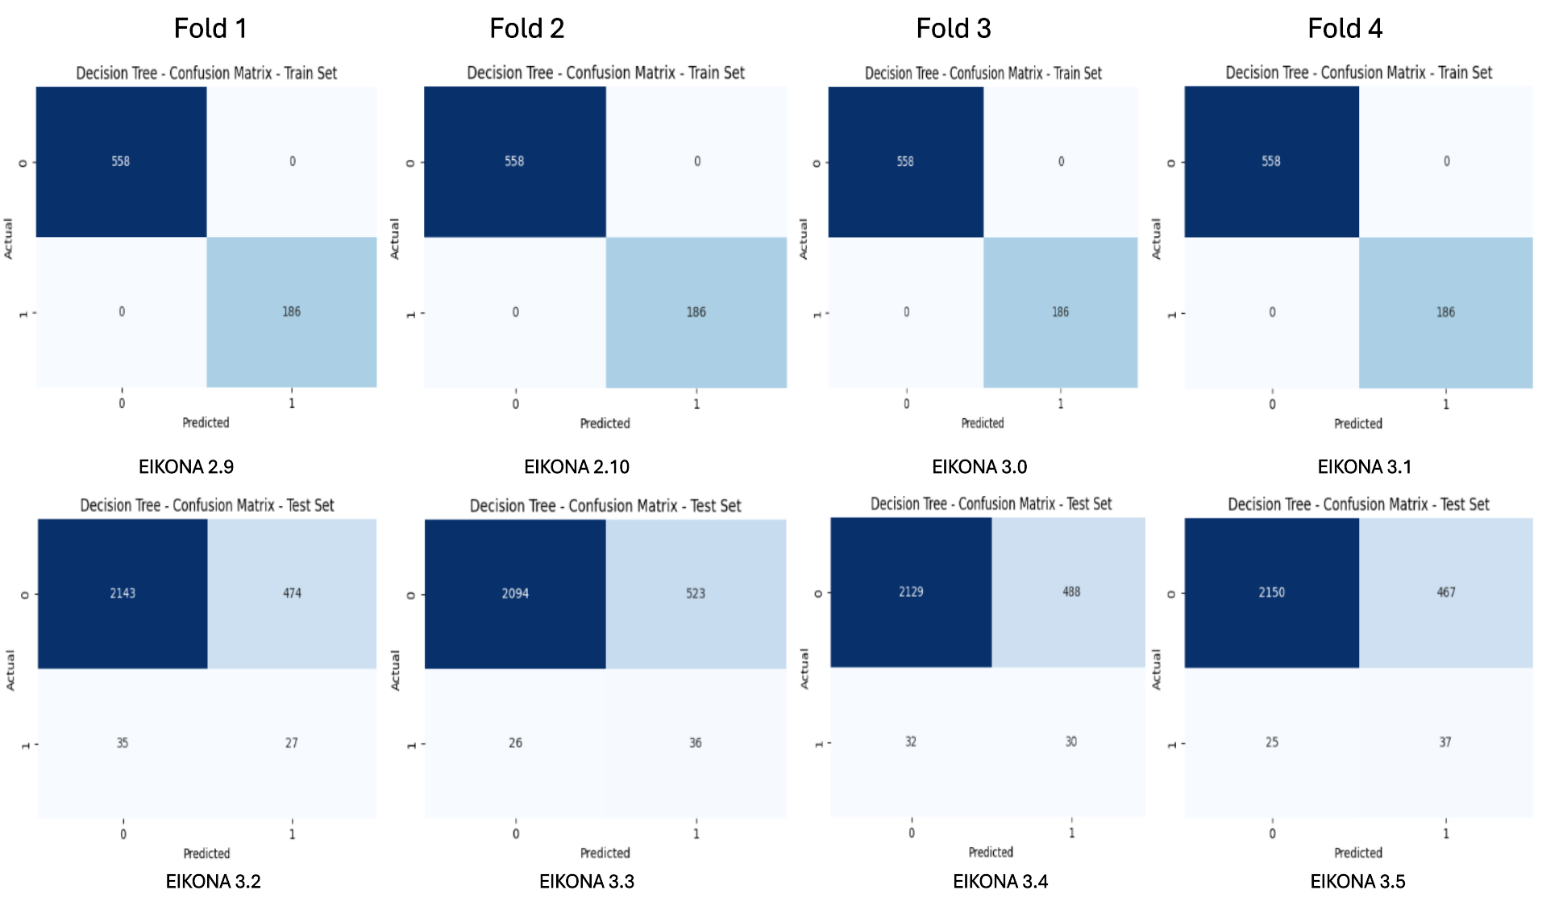 Fold 1
Fold 2
Fold 3
Fold 4
Decision Tree - Confusion Matrix - Train Set
Decision Tree - Confusion Matrix - Train Set
Decision Tree - Confusion Matrix - Train Set
Decision Tree - Confusion Matrix - Train Set
Actual
0
558
0
1
0
186
0
1
Predicted
Actual
0
558
0
1
0
186
0
1
Predicted
Actual
0
558
0
1
0
186
0
1
Predicted
Actual
0
558
0
1
0
186
0
1
Predicted
ΕΙΚΟΝΑ 2.9
ΕΙΚΟΝΑ 2.10
ΕΙΚΟΝΑ 3.0
ΕΙΚΟΝΑ 3.1
Decision Tree - Confusion Matrix - Test Set
Decision Tree - Confusion Matrix - Test Set
Decision Tree - Confusion Matrix - Test Set
Decision Tree - Confusion Matrix - Test Set
Actual
0
2143
474
1
35
27
0
1
Predicted
Actual
0
2094
523
1
26
36
0
1
Predicted
Actual
0
2129
488
1
32
30
0
1
Predicted
Actual
0
2150
467
1
25
37
0
1
Predicted
ΕΙΚΟΝΑ 3.2
ΕΙΚΟΝΑ 3.3
ΕΙΚΟΝΑ 3.4
ΕΙΚΟΝΑ 3.5